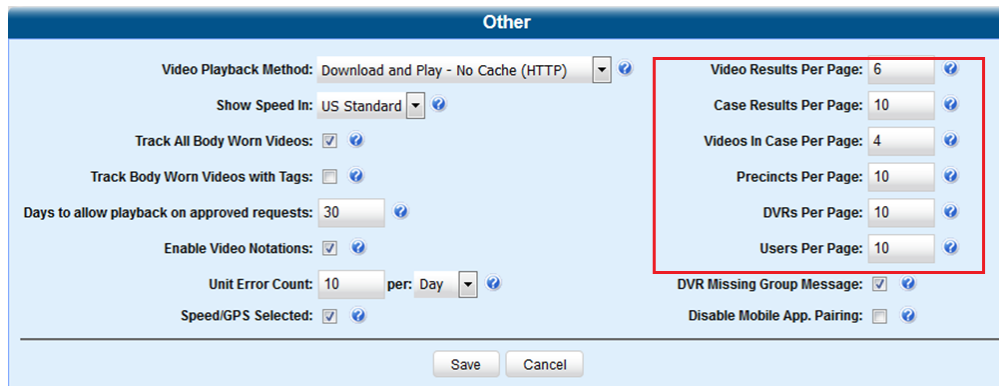 Other
Video Playback Method: Download and Play - No Cache (HTTP) Video Results Per Page: 6
Show Speed In: US Standard Case Results Per Page: 10
Track All Body Worn Videos: Videos In Case Per Page: 4
Track Body Worn Videos with Tags: Precincts Per Page: 10
Days to allow playback on approved requests: 30 DVRs Per Page: 10
Enable Video Notations: Users Per Page: 10
Unit Error Count: 10 per: Day DVR Missing Group Message:
Speed/GPS Selected: Disable Mobile App. Pairing:
Save Cancel